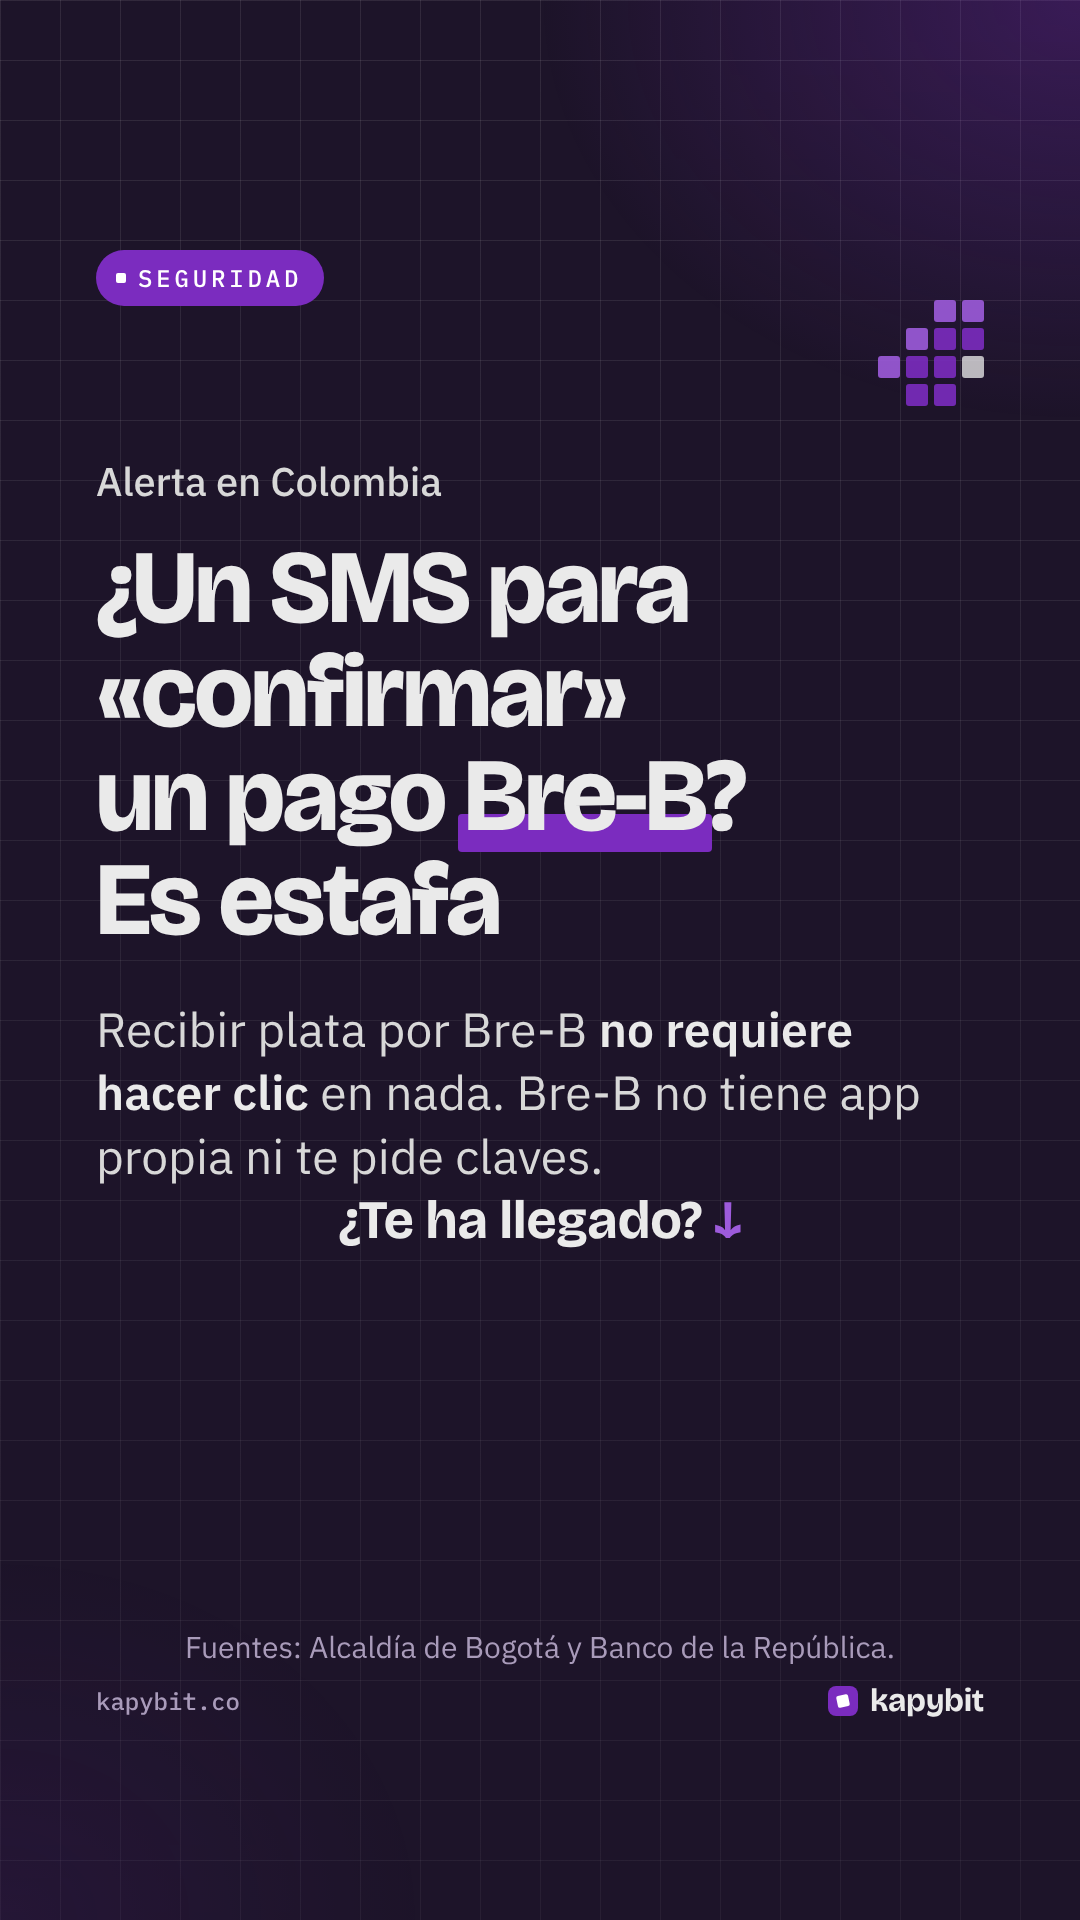 SEGURIDAD
Alerta en Colombia
¿Un SMS para
«confirmar»
un pago Bre-B?
Es estafa
Recibir plata por Bre-B no requiere
hacer clic en nada. Bre-B no tiene app
propia ni te pide claves.
¿Te ha llegado? ↓
Fuentes: Alcaldía de Bogotá y Banco de la República.
kapybit.co
kapybit